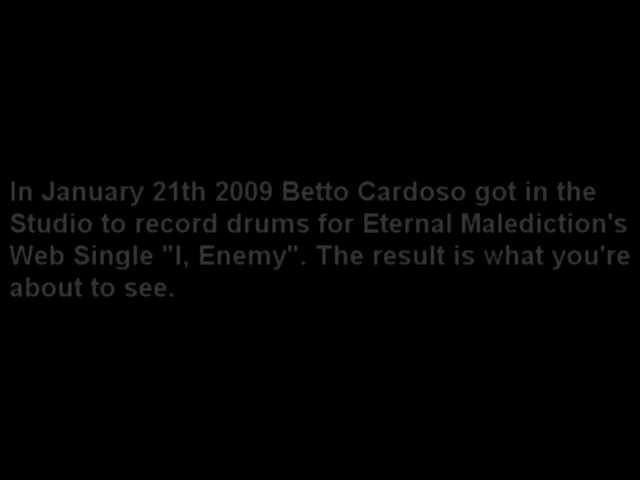 In January 21th 2009 Betto Cardoso got in the
Studio to record drums for Eternal Malediction's
Web Single "I, Enemy". The result is what you're
about to see.